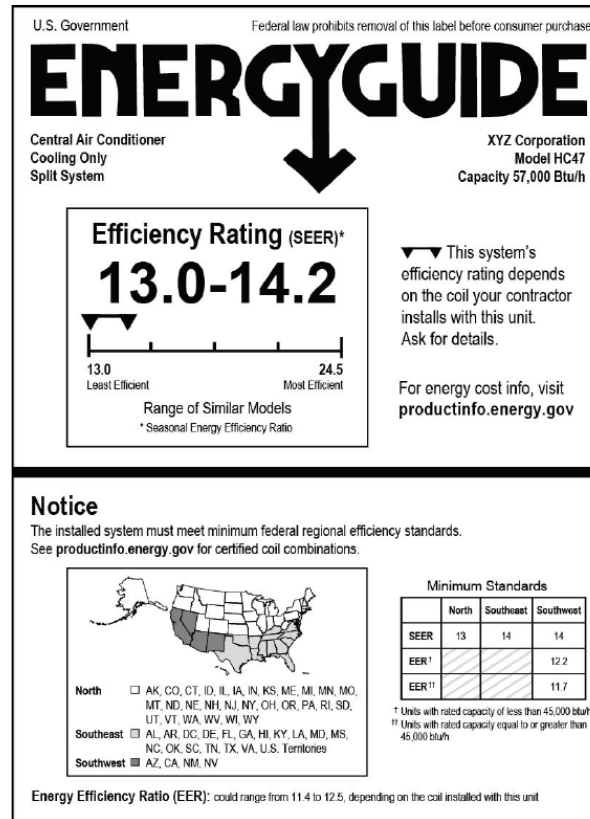 U.S. Government
Federal law prohibits removal of this label before consumer purchase
ENERGYGUIDE
Central Air Conditioner
Cooling Only
Split System
XYZ Corporation
Model HC47
Capacity 57,000 Btu/h
Efficiency Rating (SEER)*
13.0-14.2
13.0
Least Efficient
24.5
Most Efficient
Range of Similar Models
* Seasonal Energy Efficiency Ratio
This system's
efficiency rating depends
on the coil your contractor
installs with this unit.
Ask for details.
For energy cost info, visit
productinfo.energy.gov
Notice
The installed system must meet minimum federal regional efficiency standards.
See productinfo.energy.gov for certified coil combinations.
North AK, CO, CT, ID, IL, IA, IN, KS, ME, MI, MN, MO,
MT, ND, NE, NH, NJ, NY, OH, OR, PA, RI, SD,
UT, VT, WA, WV, WI, WY
Southeast AL, AR, DC, DE, FL, GA, HI, KY, LA, MD, MS,
NC, OK, SC, TN, TX, VA, U.S. Territories
Southwest AZ, CA, NM, NV
Minimum Standards
North Southeast Southwest
SEER 13 14 14
EER† 12.2
EER†† 11.7
† Units with rated capacity of less than 45,000 btu/h
†† Units with rated capacity equal to or greater than
45,000 btu/h
Energy Efficiency Ratio (EER): could range from 11.4 to 12.5, depending on the coil installed with this unit